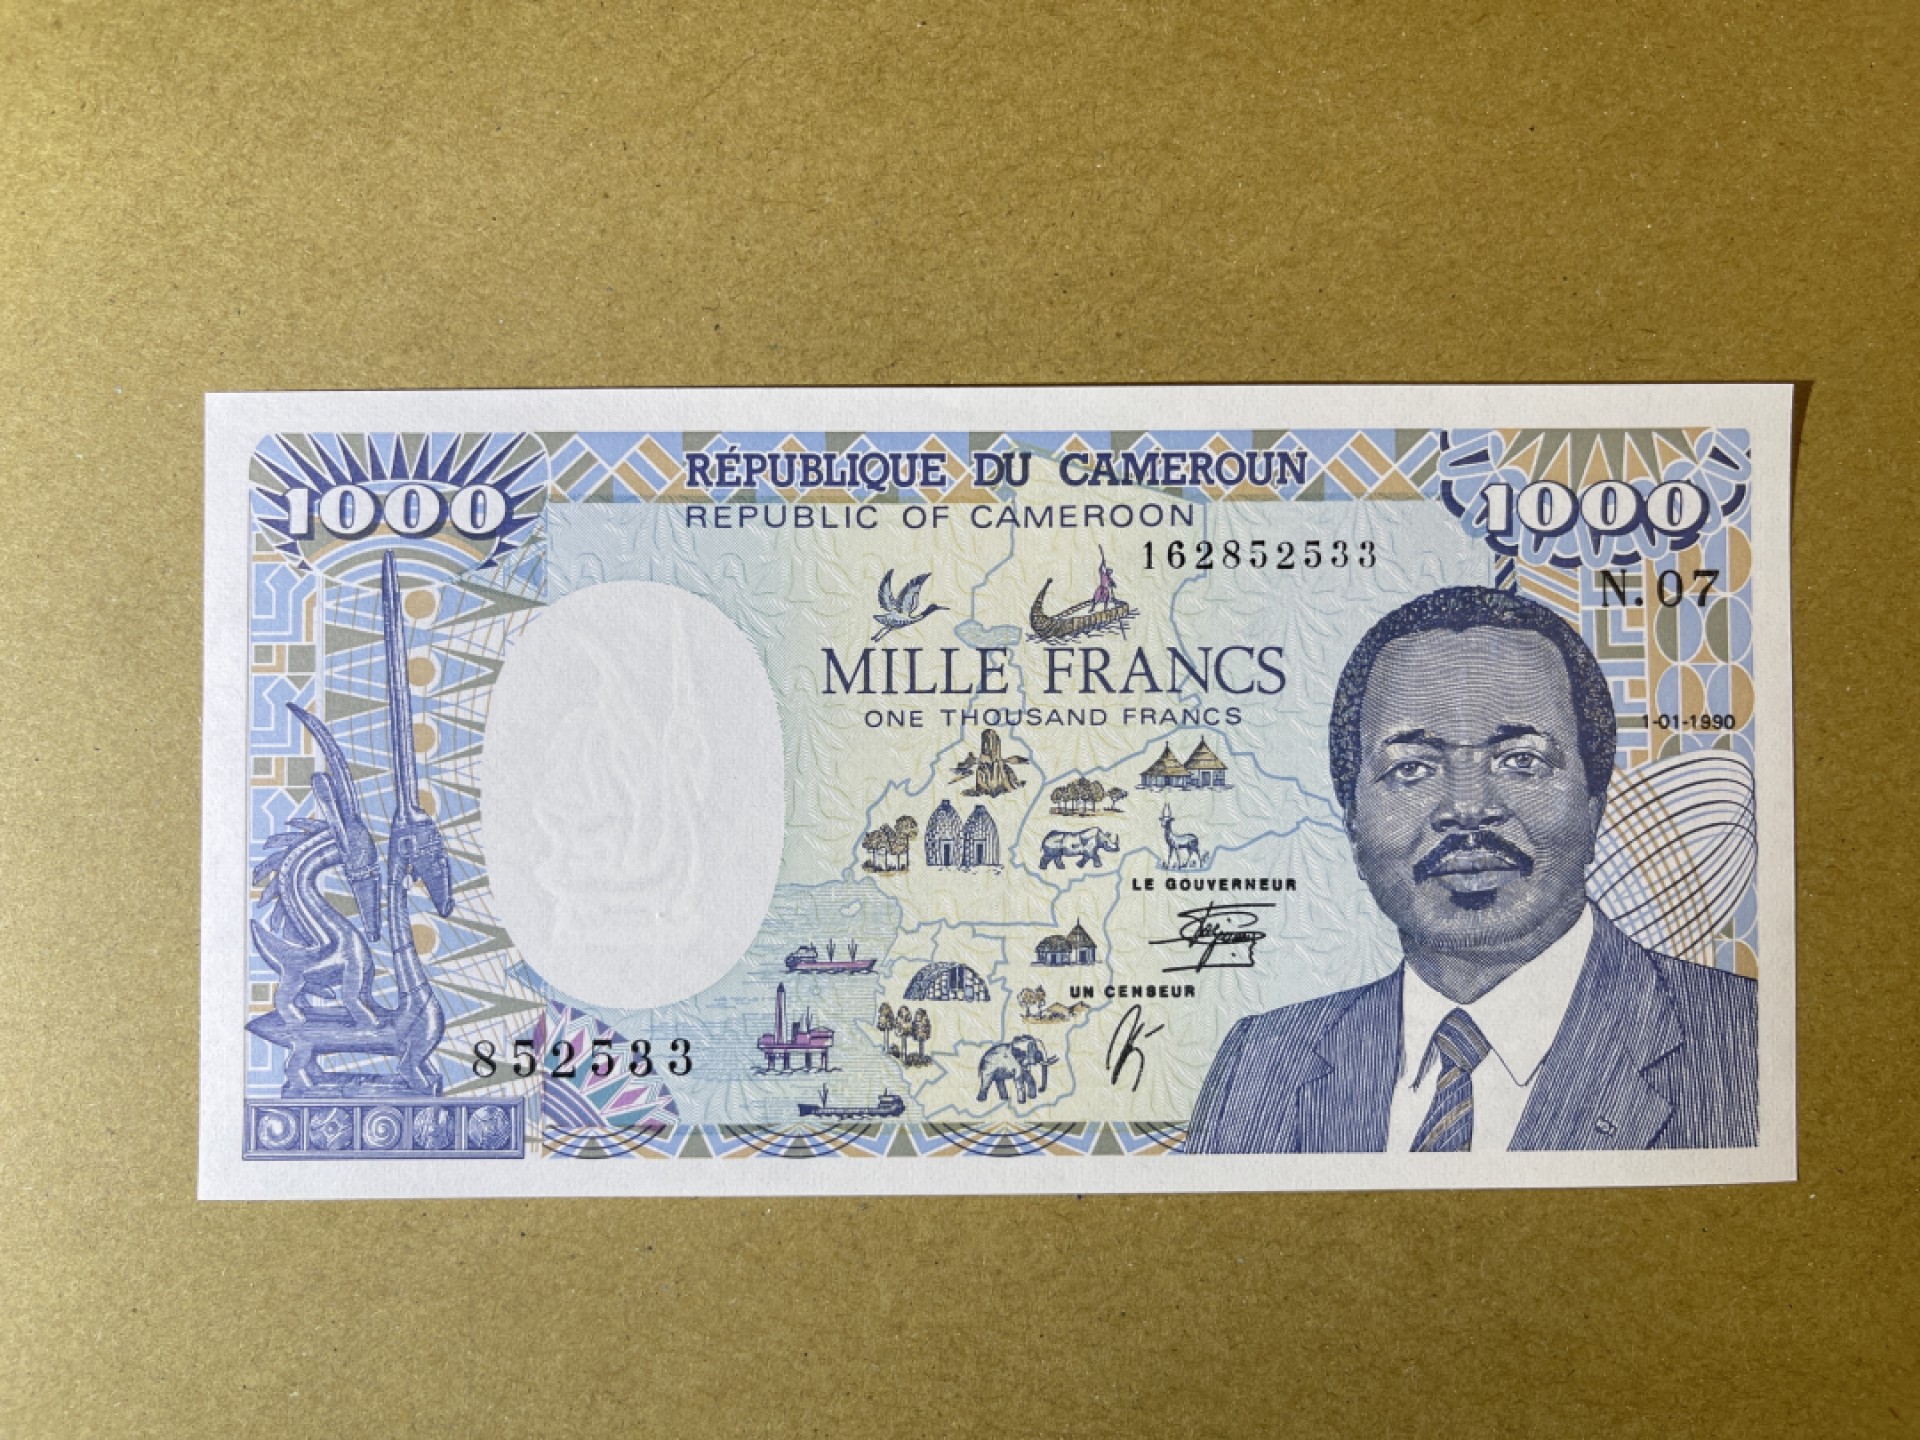 RÉPUBLIQUE DU CAMEROUN
1000
1000
REPUBLIC OF CAMEROON
162852533
N.07
MILLE FRANCS
ONE THOUSAND FRANCS
1-01-1990
LE GOUVERNEUR
UN CENSEUR
852533